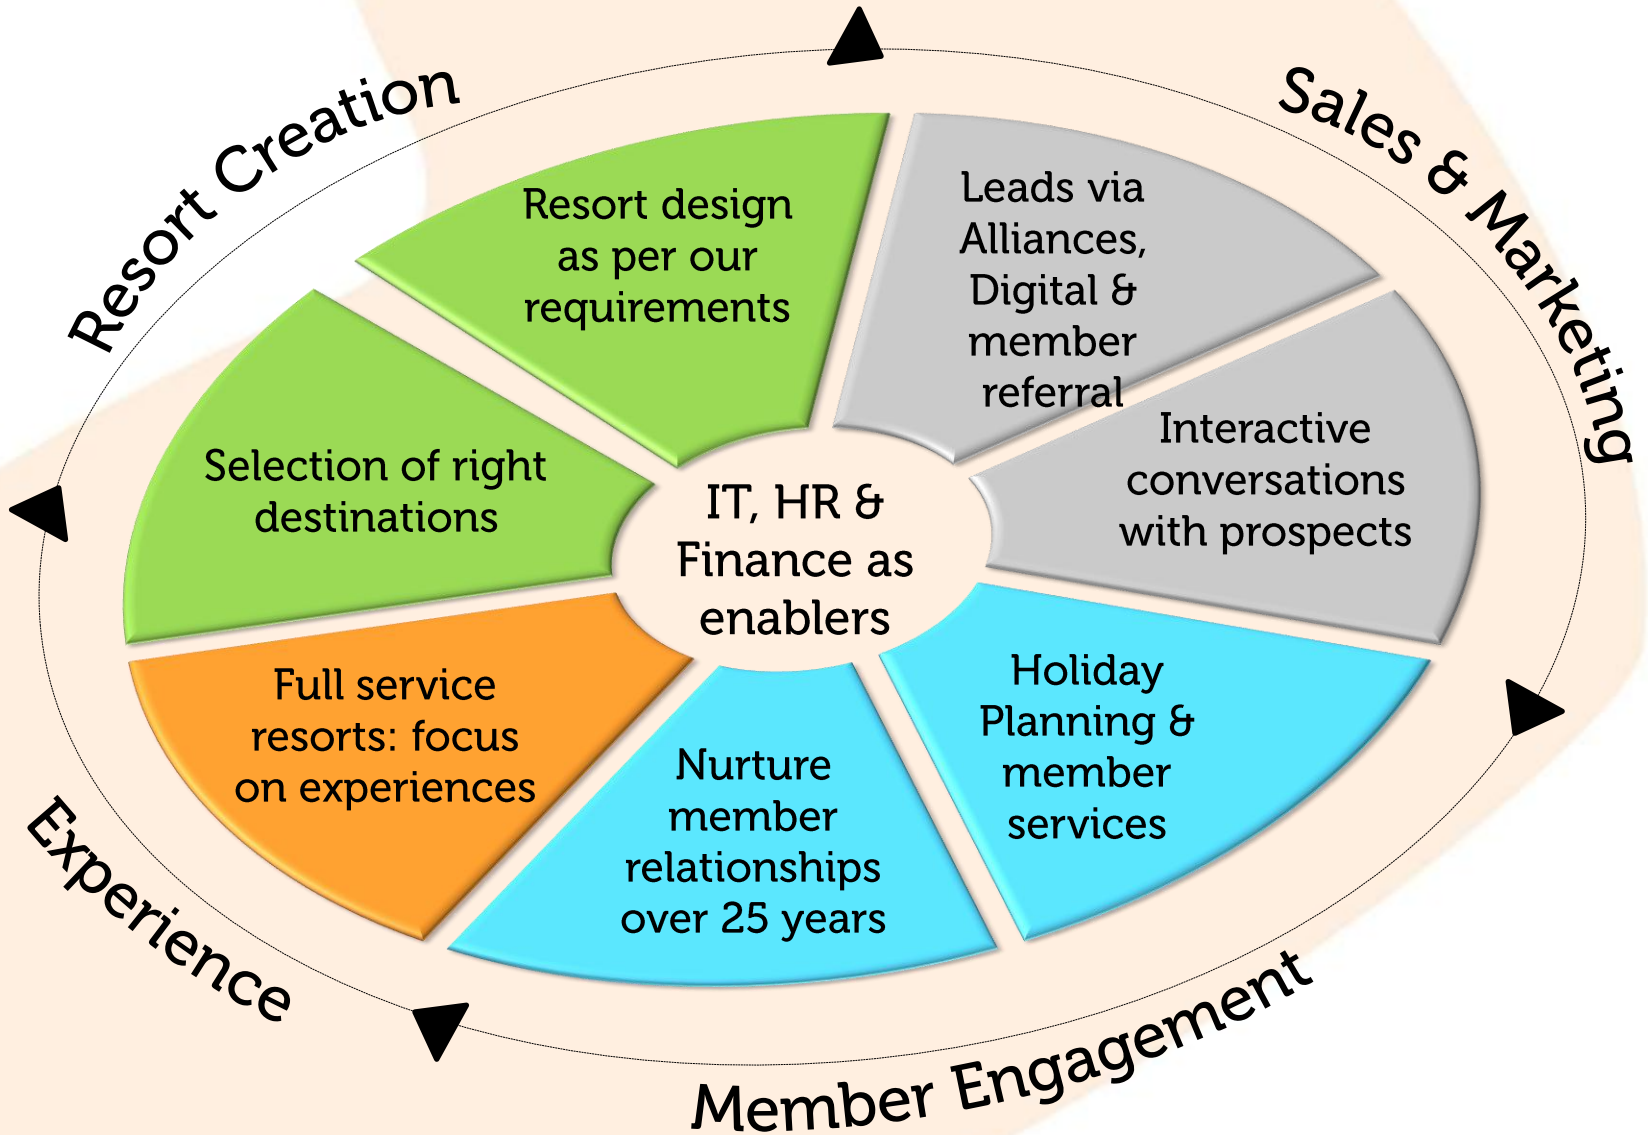 Resort Creation
Sales & Marketing
Resort design
as per our
requirements
Leads via
Alliances,
Digital &
member
referral
Selection of right
destinations
Interactive
conversations
with prospects
IT, HR &
Finance as
enablers
Full service
resorts: focus
on experiences
Holiday
Planning &
member
services
Nurture
member
relationships
over 25 years
Experience
Member Engagement